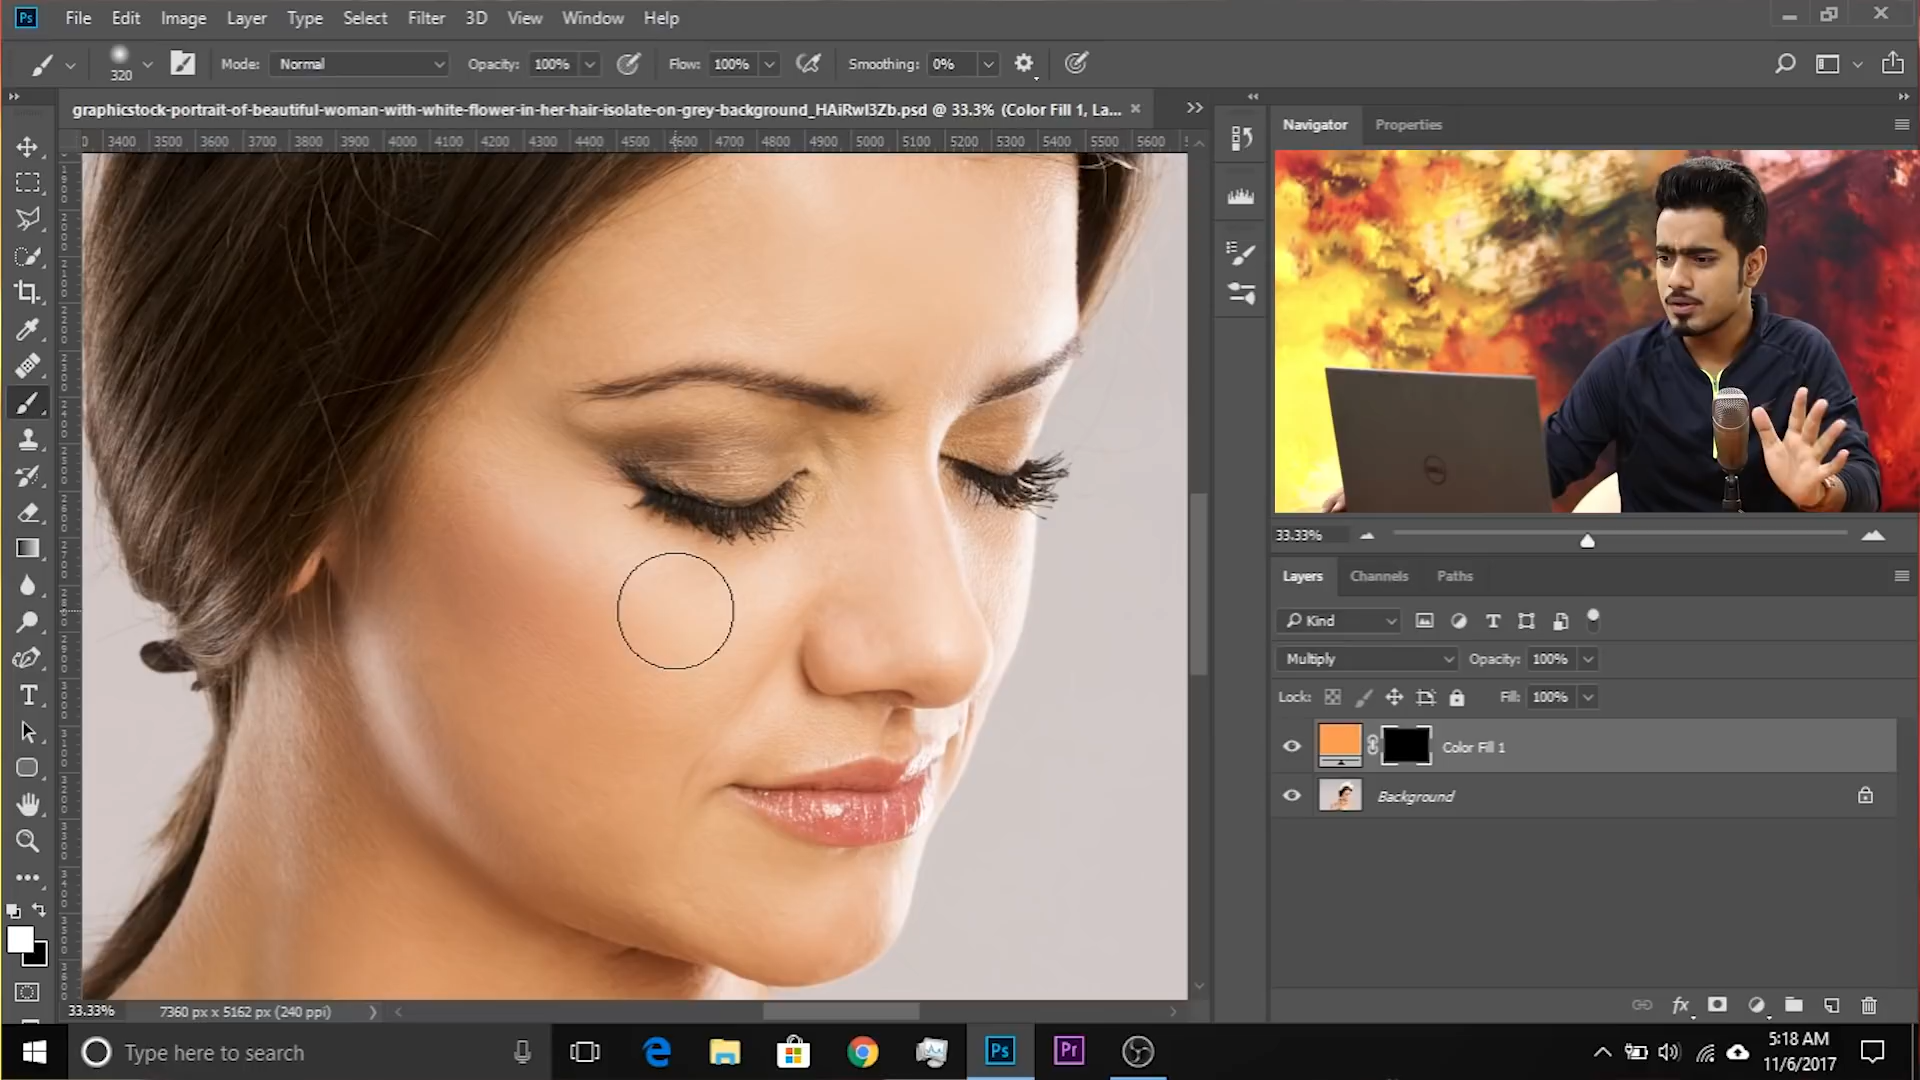 Ps File Edit Image Layer Type Select Filter 3D View Window Help
320 Mode: Normal Opacity: 100% Flow: 100% Smoothing: 0%
graphicstock-portrait-of-beautiful-woman-with-white-flower-in-her-hair-isolate-on-grey-background_HAiRwI3Zb.psd @ 33.3% (Color Fill 1, La...
3400 3500 3600 3700 3800 3900 4000 4100 4200 4300 4400 4500 4600 4700 4800 4900 5000 5100 5200 5300 5400 5500 5600
Navigator Properties
33.33%
Layers Channels Paths
Kind
Multiply Opacity: 100%
Lock: Fill: 100%
Color Fill 1
Background
fx
33.33% 7360 px x 5162 px (240 ppi)
Type here to search
Ps Pr
5:18 AM
11/6/2017